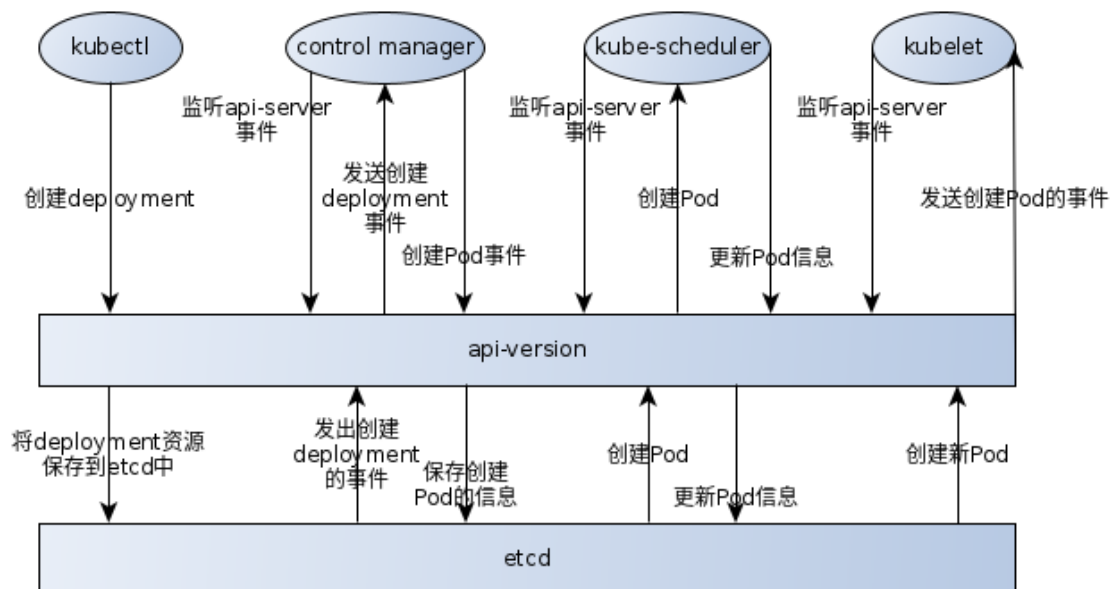 kubectl
control manager
kube-scheduler
kubelet
监听api-server
事件
监听api-server
事件
监听api-server
事件
创建deployment
发送创建
deployment
事件
创建Pod
发送创建Pod的事件
创建Pod事件
更新Pod信息
api-version
将deployment资源
保存到etcd中
发出创建
deployment
的事件
保存创建
Pod的信息
创建Pod
更新Pod信息
创建新Pod
etcd